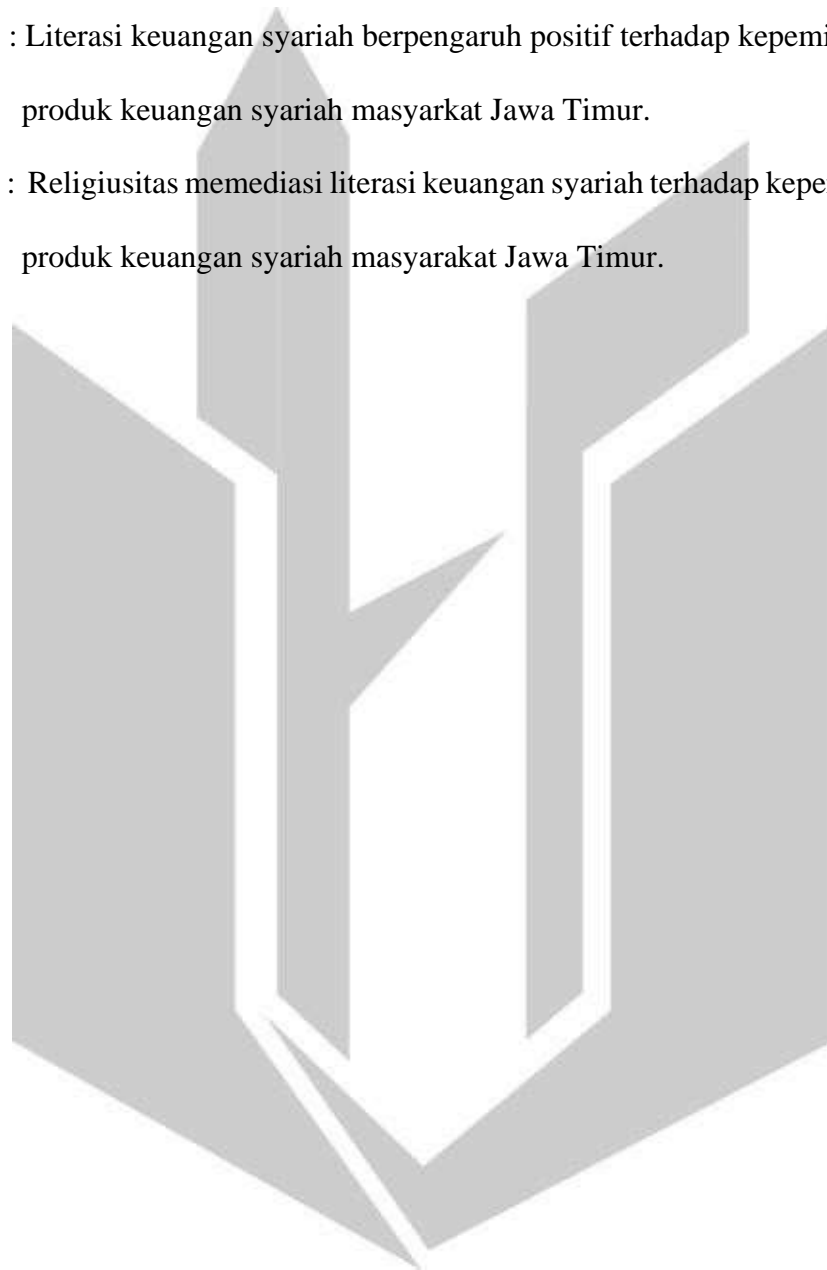 : Literasi keuangan syariah berpengaruh positif terhadap
produk keuangan syariah masyarkat Jawa Timur.
: Religiusitas memediasi literasi keuangan syariah terhadap
produk keuangan syariah masyarakat Jawa Timur.